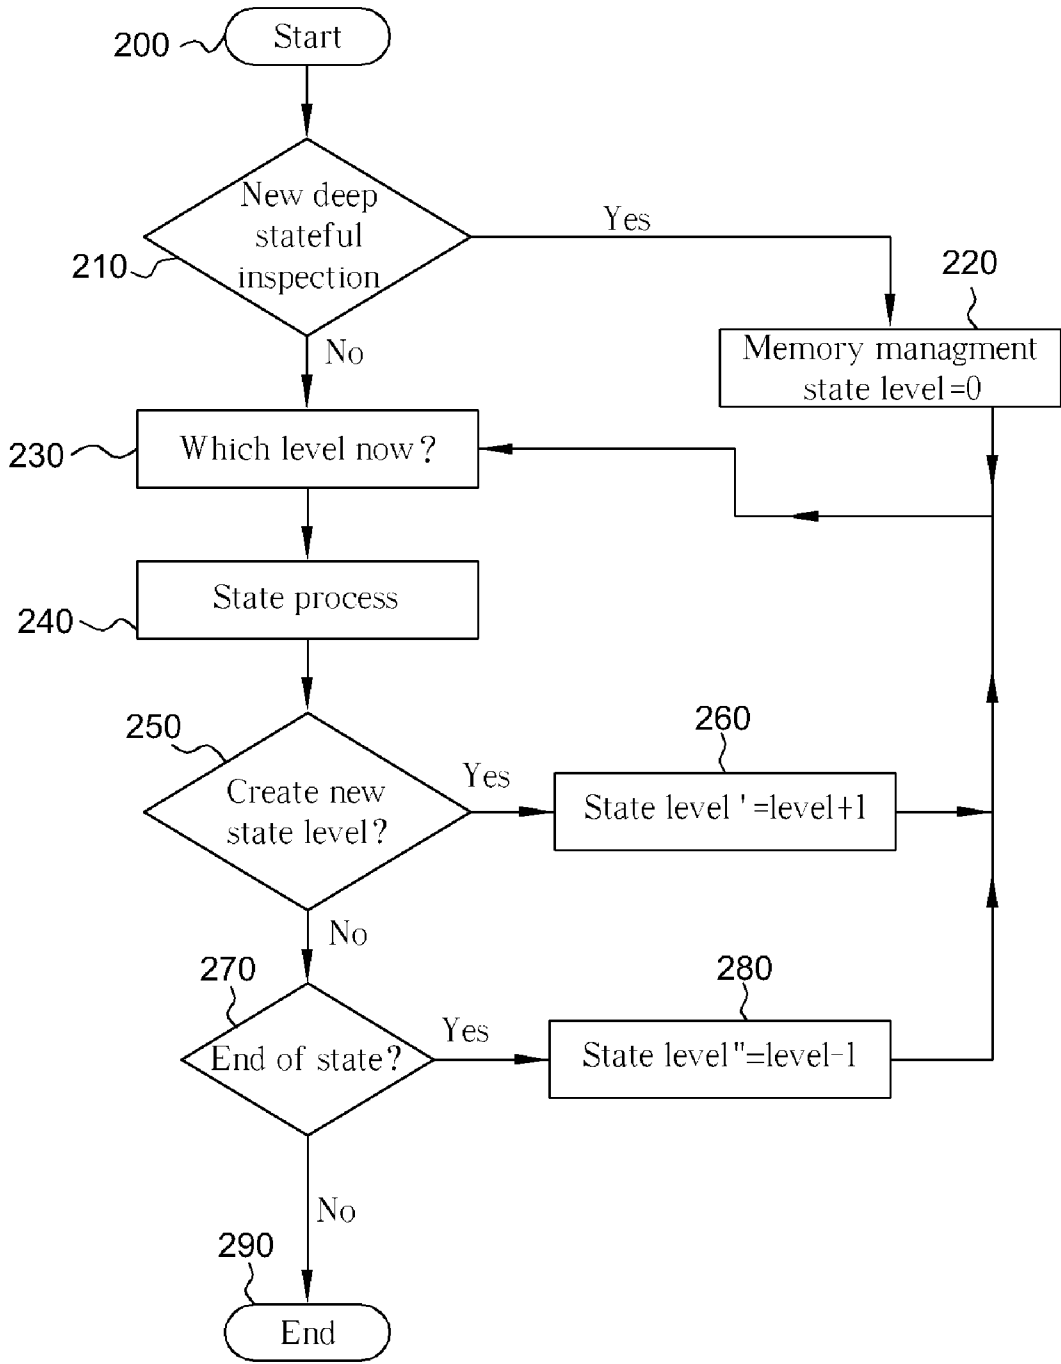 200
Start
New deep
stateful
inspection
210
Yes
220
Memory managment
state level=0
No
230
Which level now?
240
State process
250
Create new
state level?
Yes
260
State level'=level+1
No
270
End of state?
Yes
280
State level"=level-1
No
290
End